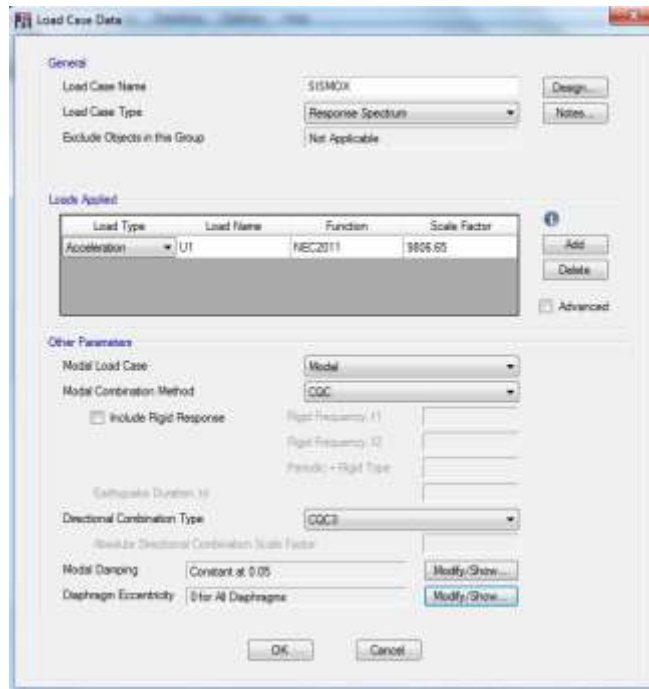 Load Case Data
General
Load Case Name SISMOX Design...
Load Case Type Response Spectrum Notes...
Exclude Objects in this Group Not Applicable
Loads Applied
Load Type Load Name Function Scale Factor
Acceleration U1 NEC2011 9806.65
Add
Delete
Advanced
Other Parameters
Modal Load Case Modal
Modal Combination Method CQC
Include Rigid Response Rigid Frequency, f1
Rigid Frequency, f2
Periodic + Rigid Type
Earthquake Duration, td
Directional Combination Type CQC3
Absolute Directional Combination Scale Factor
Modal Damping Constant at 0.05 Modify/Show...
Diaphragm Eccentricity 0 for All Diaphragms Modify/Show...
OK Cancel